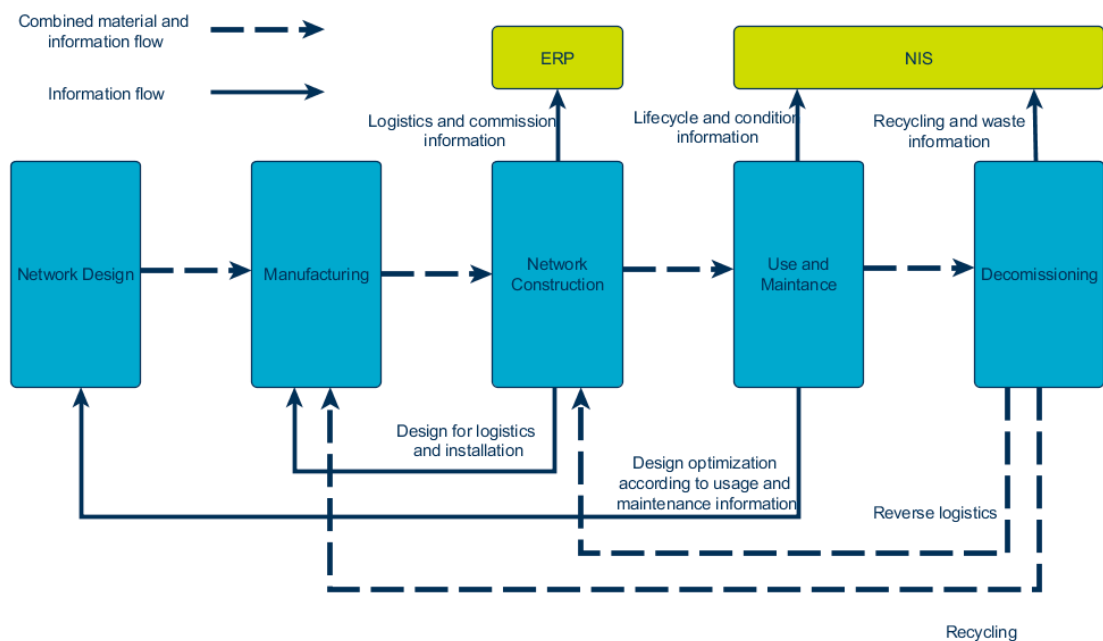 Combined material and
information flow
Information flow
ERP
NIS
Logistics and commission
information
Lifecycle and condition
information
Recycling and waste
information
Network Design
Manufacturing
Network
Construction
Use and
Maintance
Decomissioning
Design for logistics
and installation
Design optimization
according to usage and
maintenance information
Reverse logistics
Recycling